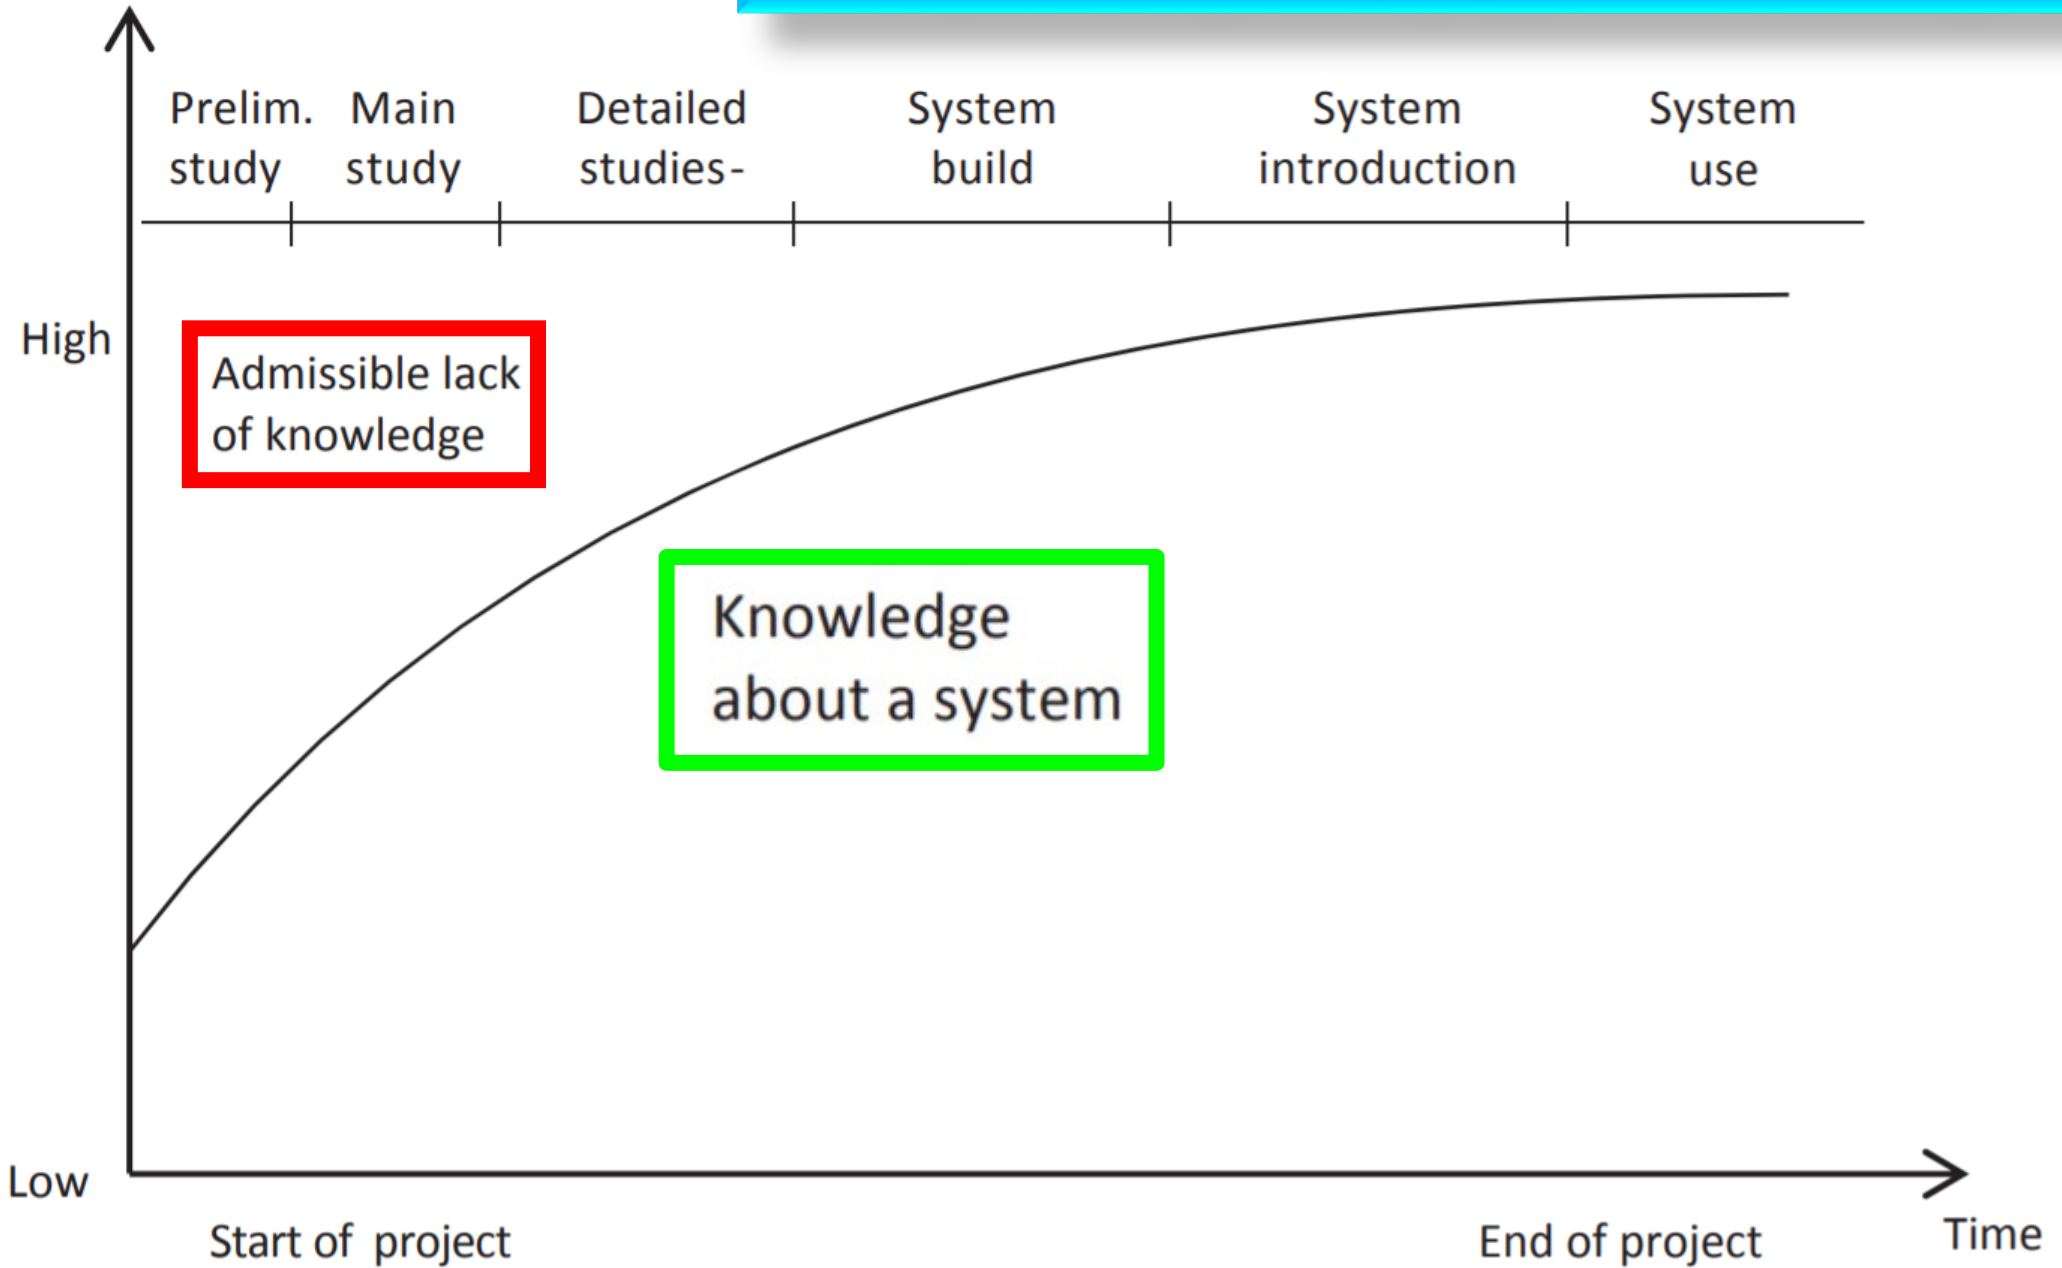 Prelim. Main Detailed System System System
study study studies- build introduction use
High
Admissible lack
of knowledge
Knowledge
about a system
Low
Start of project End of project Time